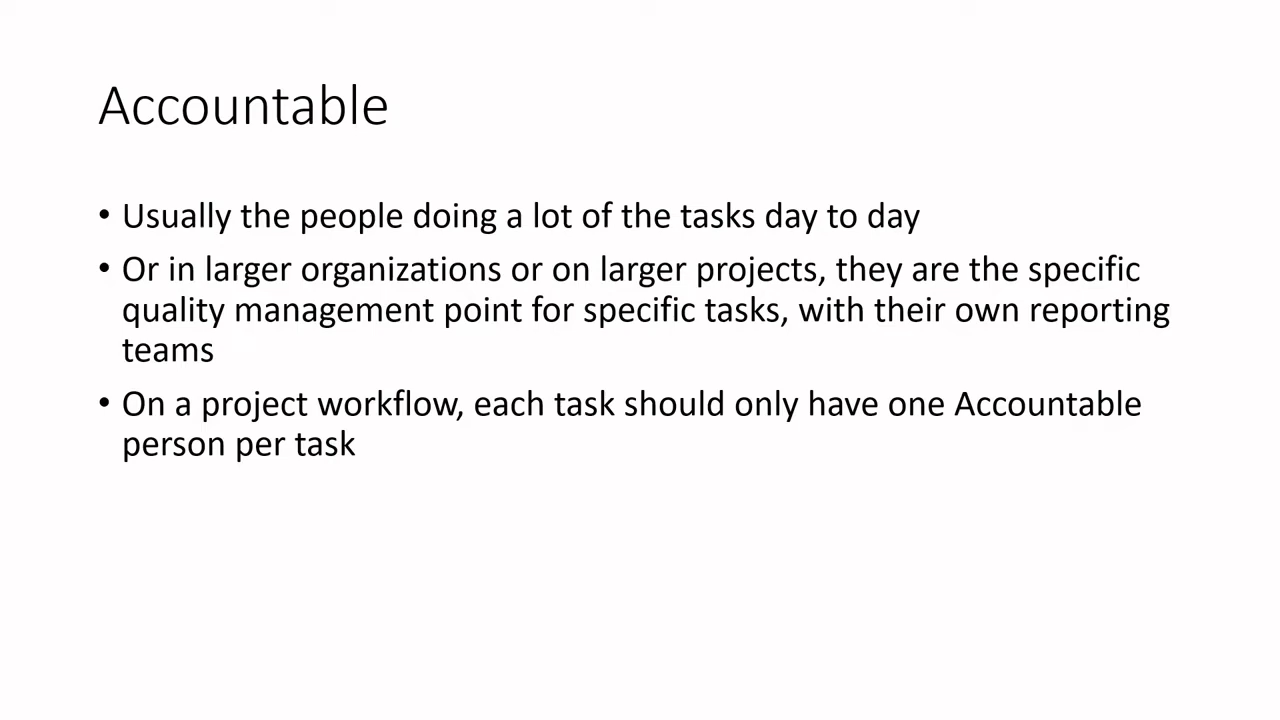 Accountable
• Usually the people doing a lot of the tasks day to day
• Or in larger organizations or on larger projects, they are the specific
quality management point for specific tasks, with their own reporting
teams
• On a project workflow, each task should only have one Accountable
person per task